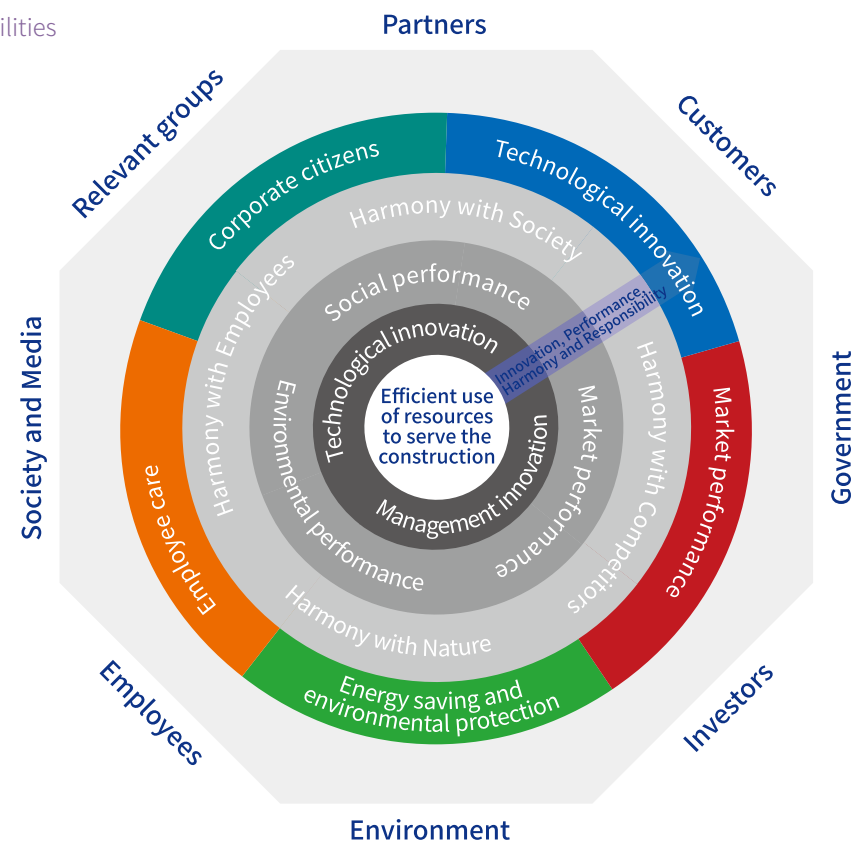 ilities
Partners
Relevant groups
Customers
Society and Media
Government
Employees
Investors
Environment
Corporate citizens
Technological innovation
Market performance
Energy saving and
environmental protection
Employee care
Harmony with Society
Harmony with Employees
Harmony with Competitors
Harmony with Nature
Social performance
Environmental performance
Market performance
Technological innovation
Management innovation
Innovation, Performance,
Harmony and Responsibility
Efficient use
of resources
to serve the
construction